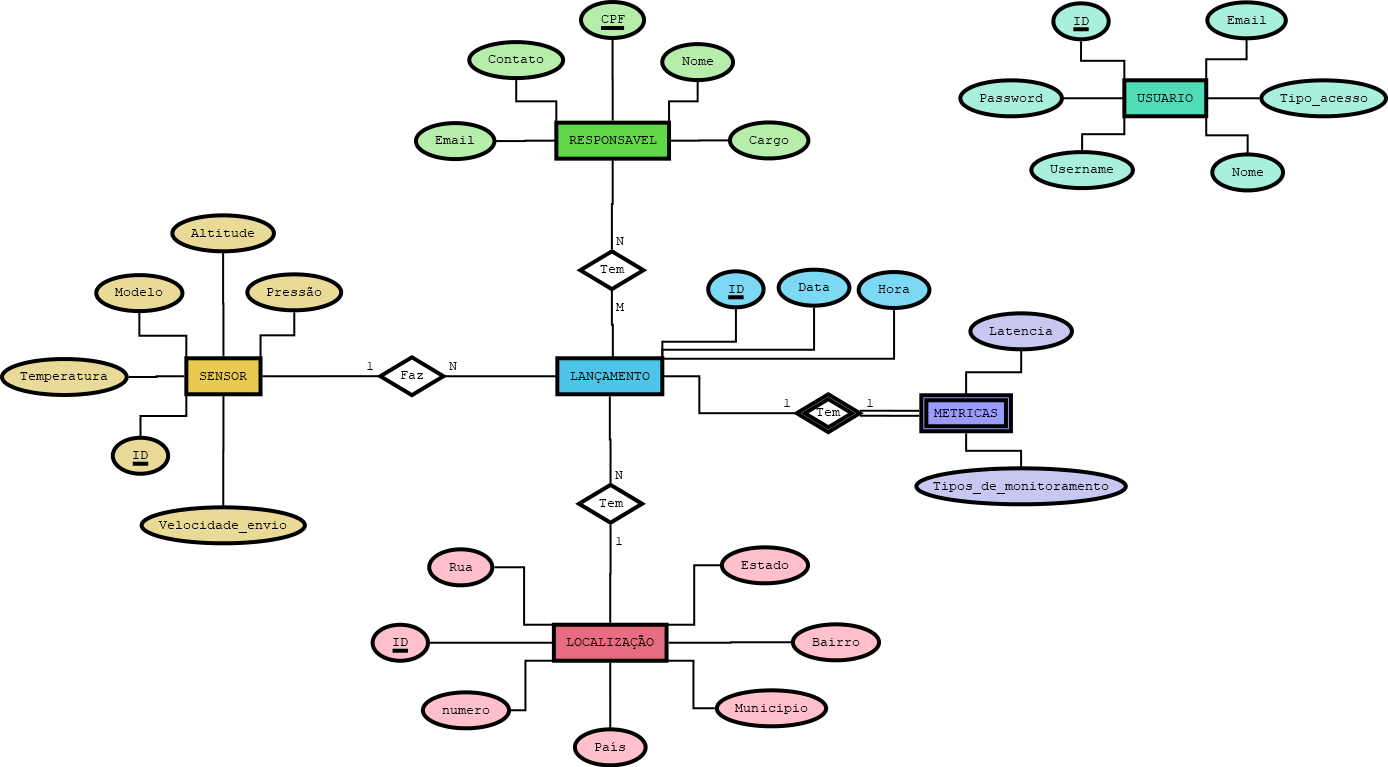 CPF
ID
Email
Contato
Nome
Password
USUARIO
Tipo_acesso
Email
RESPONSAVEL
Cargo
Username
Nome
Altitude
N
Tem
M
Modelo
Pressão
ID
Data
Hora
Latencia
Temperatura
SENSOR
1
Faz
N
LANÇAMENTO
1
Tem
1
METRICAS
ID
N
Tem
1
Tipos_de_monitoramento
Velocidade_envio
Rua
Estado
ID
LOCALIZAÇÃO
Bairro
numero
Municipio
País